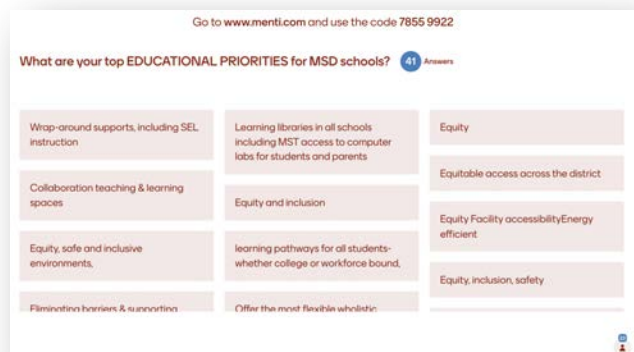 Go to www.menti.com and use the code 7855 9922
What are your top EDUCATIONAL PRIORITIES for MSD schools?
41 Answers
Wrap-around supports, including SEL
instruction
Collaboration teaching & learning
spaces
Equity, safe and inclusive
environments,
Eliminating barriers & supporting
Learning libraries in all schools
including MST access to computer
labs for students and parents
Equity and inclusion
learning pathways for all students-
whether college or workforce bound,
Offer the most flexible wholistic
Equity
Equitable access across the district
Equity Facility accessibilityEnergy
efficient
Equity, inclusion, safety